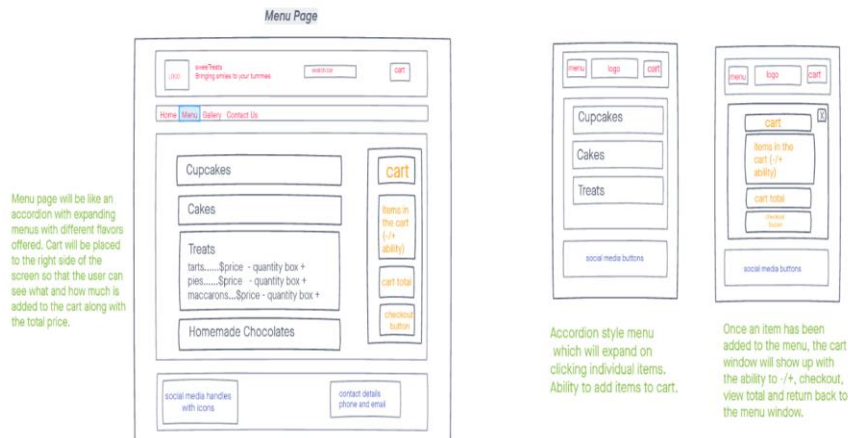 Menu Page
sweeTreats
Bringing smiles to your tummies
cart
Home Menu Gallery Contact Us
Menu page will be like an
accordion with expanding
menus with different flavors
offered. Cart will be placed
to the right side of the
screen so that the user can
see what and how much is
added to the cart along with
the total price.
Cupcakes
Cakes
Treats
tarts.......$price - quantity box +
pies......$price - quantity box +
maccarons....$price - quantity box +
Homemade Chocolates
cart
items in
the cart
(-/+
ability)
cart total
checkout
button
social media handles
with icons
contact details
phone and email
menu logo cart
Cupcakes
Cakes
Treats
social media buttons
Accordion style menu
which will expand on
clicking individual items.
Ability to add items to cart.
menu logo cart
X
cart
items in the
cart (-/+
ability)
cart total
checkout
button
social media buttons
Once an item has been
added to the menu, the cart
window will show up with
the ability to -/+, checkout,
view total and return back to
the menu window.